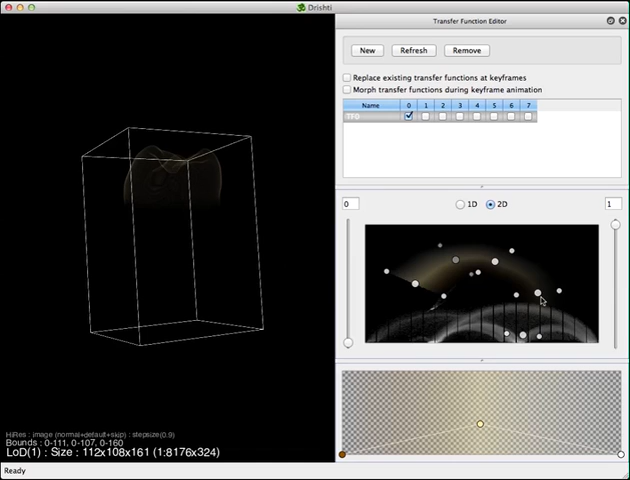 Drishti
Transfer Function Editor
New Refresh Remove
Replace existing transfer functions at keyframes
Morph transfer functions during keyframe animation
Name 0 1 2 3 4 5 6 7
TF0
0 1D 2D 1
HiRes : image (normal+default+skip) : stepsize(0.9)
Bounds : 0-111, 0-107, 0-160
LoD(1) : Size : 112x108x161 (1:8176x324)
Ready